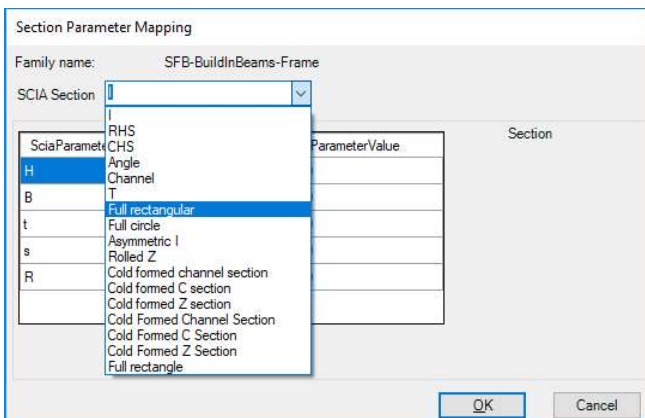 Section Parameter Mapping
Family name: SFB-BuildInBeams-Frame
SCIA Section I
I
RHS
CHS
Angle
Channel
T
Full rectangular
Full circle
Asymmetric I
Rolled Z
Cold formed channel section
Cold formed C section
cold formed Z section
Cold Formed Channel Section
Cold Formed C Section
Cold Formed Z Section
Full rectangle
Section
SciaParamet ParameterValue
H
B
t
s
R
OK Cancel